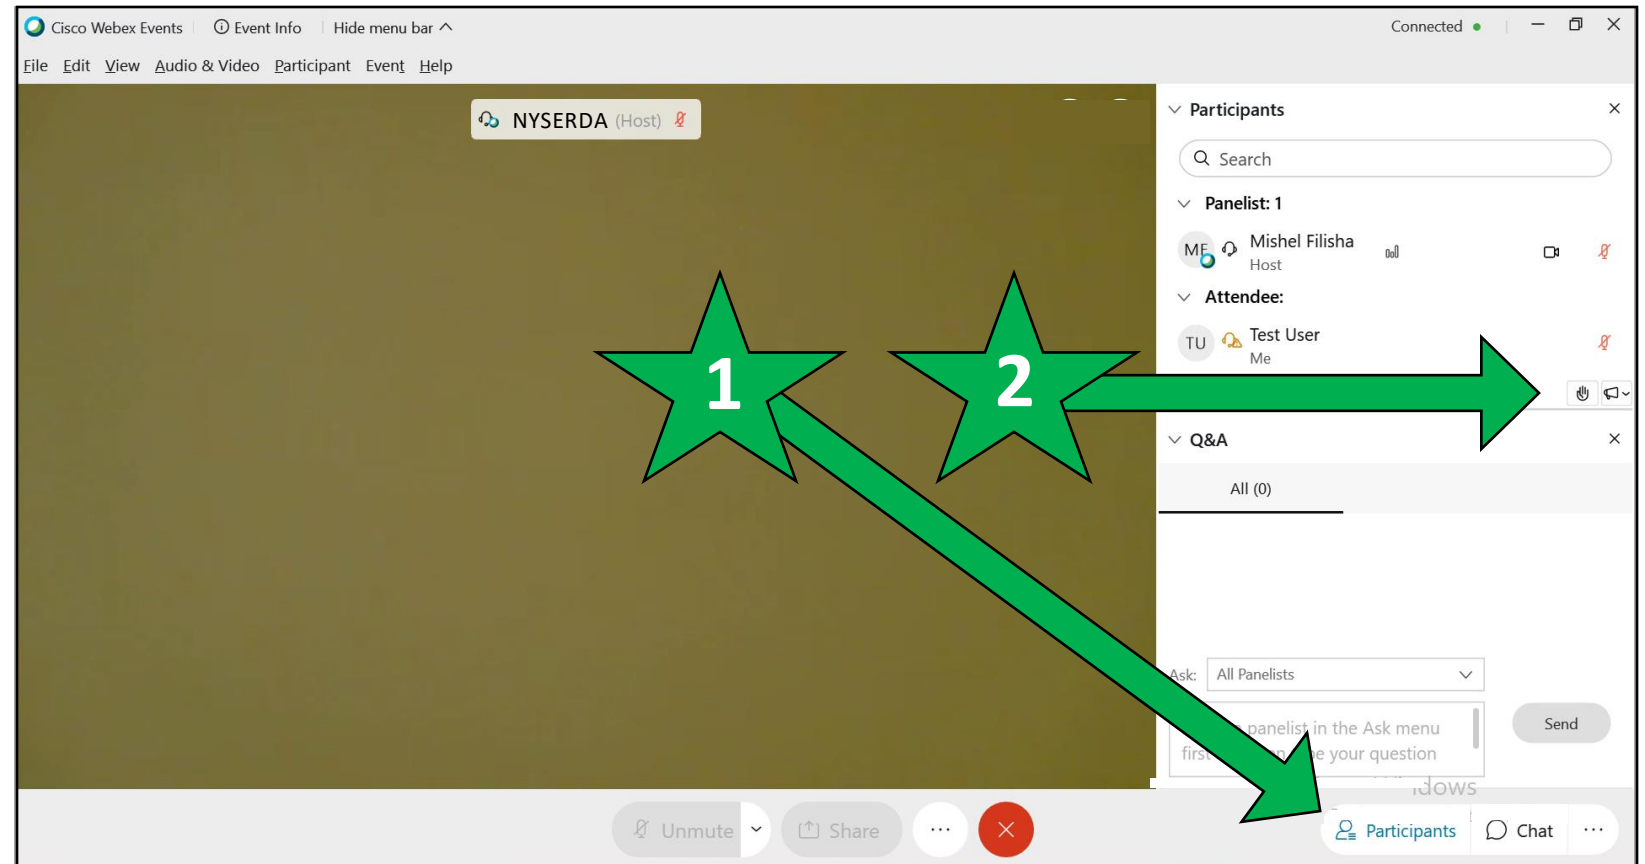 Cisco Webex Events Event Info Hide menu bar Connected
File Edit View Audio & Video Participant Event Help
NYSERDA (Host)
Participants
Search
Panelist: 1
MF Mishel Filisha
Host
Attendee:
TU Test User
Me
1
2
Q&A
All (0)
Ask: All Panelists
panelist in the Ask menu
first your question
Send
Unmute Share Participants Chat